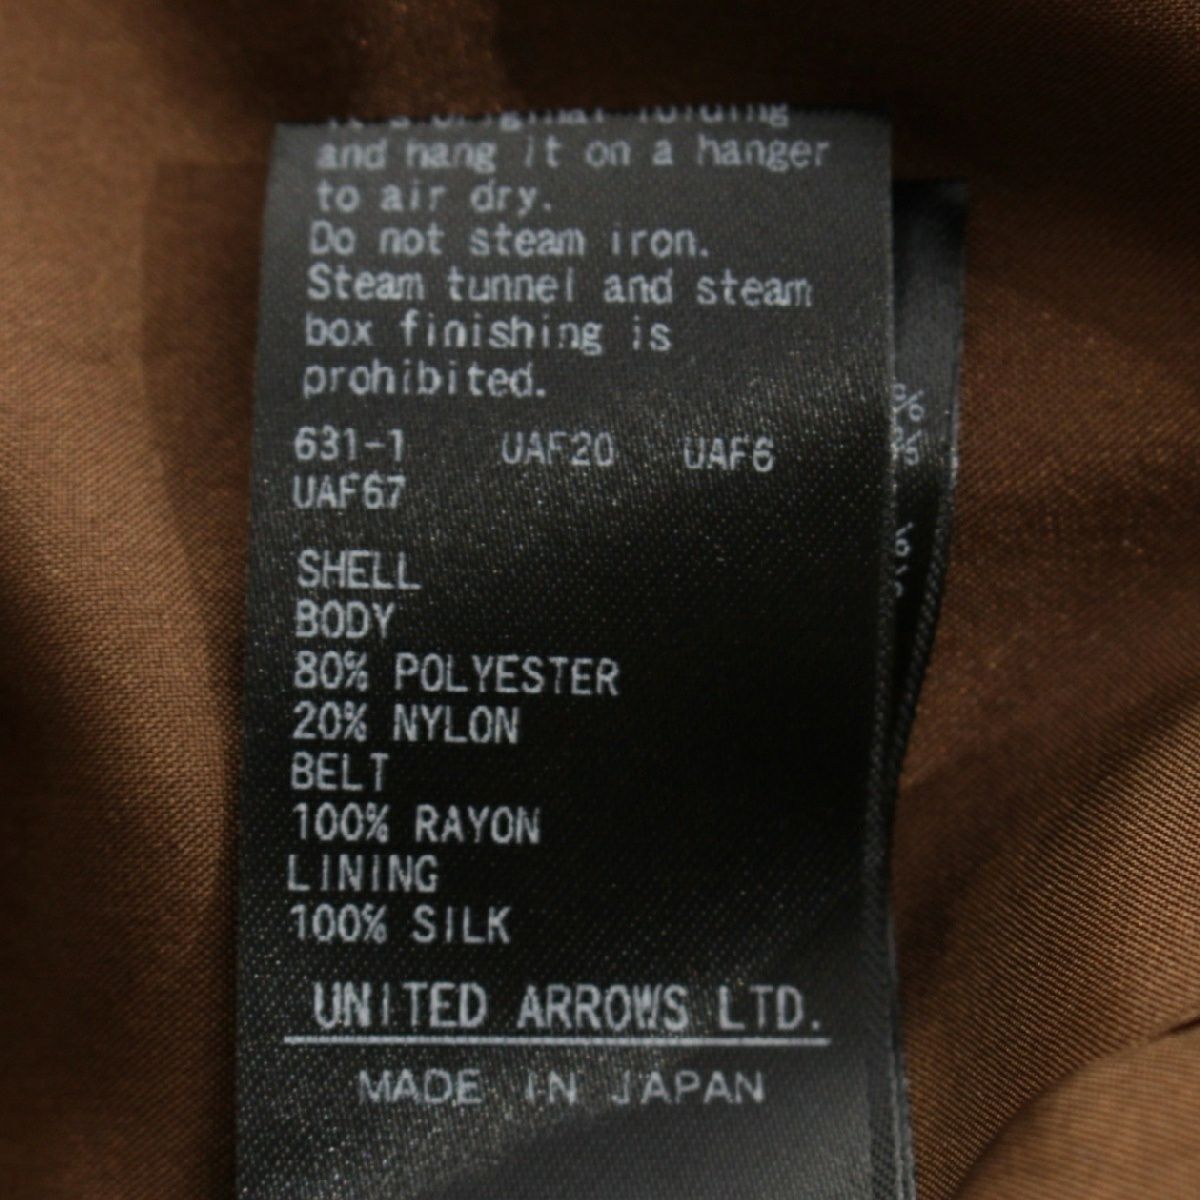 original folding
and hang it on a hanger
to air dry.
Do not steam iron.
Steam tunnel and steam
box finishing is
prohibited.
631-1 UAF20 UAF6
UAF67
SHELL
BODY
80% POLYESTER
20% NYLON
BELT
100% RAYON
LINING
100% SILK
UNITED ARROWS LTD.
MADE IN JAPAN